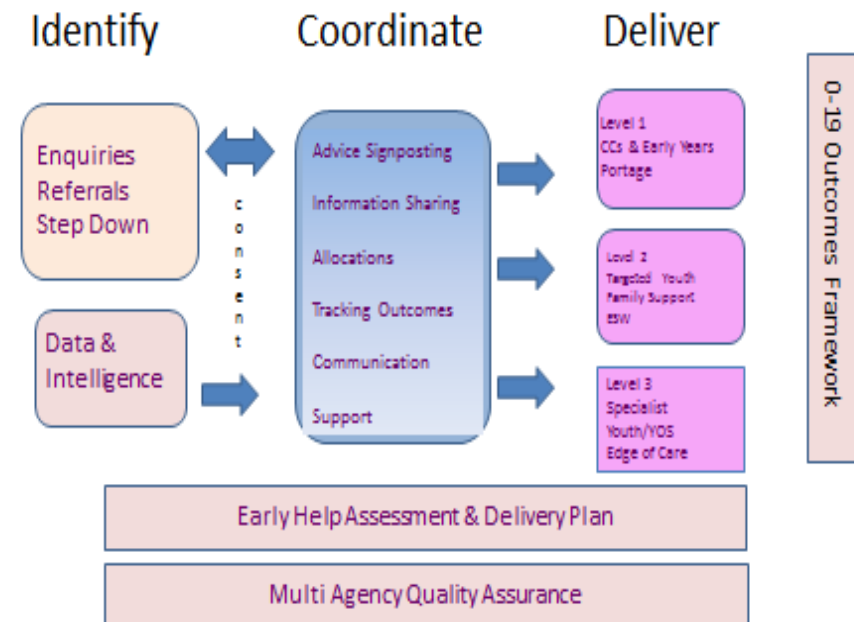 Identify
Coordinate
Deliver
Enquiries
Referrals
Step Down
Data &
Intelligence
consent
Advice Signposting
Information Sharing
Allocations
Tracking Outcomes
Communication
Support
Level 1
CCs & Early Years
Portage
Level 2
Targeted Youth
Family Support
ESW
Level 3
Specialist
Youth/YOS
Edge of Care
0-19 Outcomes Framework
Early Help Assessment & Delivery Plan
Multi Agency Quality Assurance